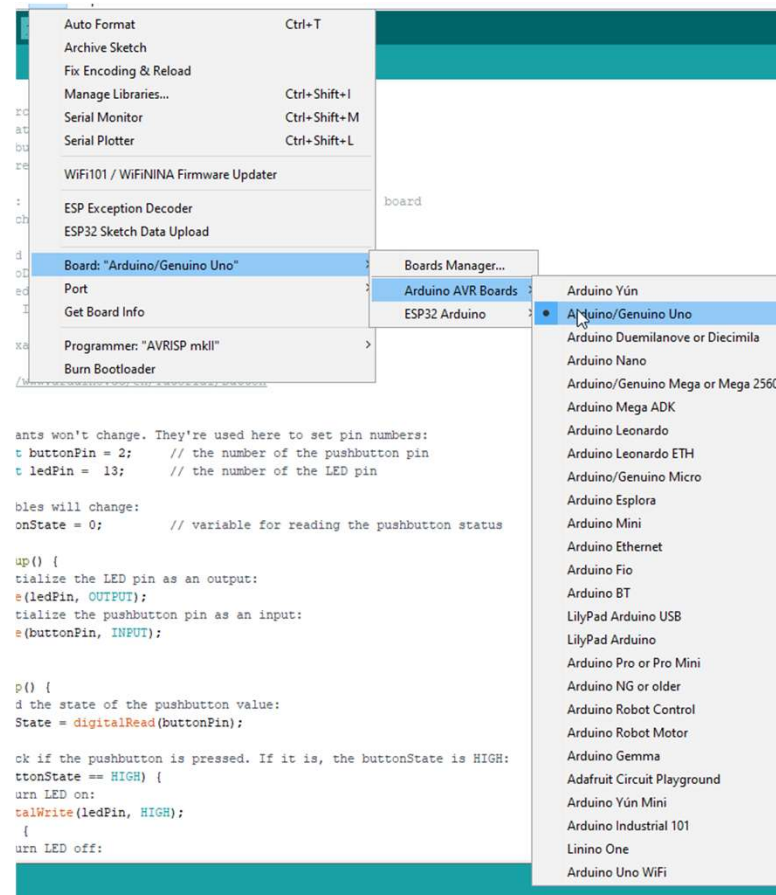 Auto Format Ctrl+T
Archive Sketch
Fix Encoding & Reload
Manage Libraries... Ctrl+Shift+I
Serial Monitor Ctrl+Shift+M
Serial Plotter Ctrl+Shift+L
WiFi101 / WiFiNINA Firmware Updater
ESP Exception Decoder
ESP32 Sketch Data Upload
Board: "Arduino/Genuino Uno"
Port
Get Board Info
Programmer: "AVRISP mkII"
Burn Bootloader
Boards Manager...
Arduino AVR Boards
ESP32 Arduino
Arduino Yún
Arduino/Genuino Uno
Arduino Duemilanove or Diecimila
Arduino Nano
Arduino/Genuino Mega or Mega 2560
Arduino Mega ADK
Arduino Leonardo
Arduino Leonardo ETH
Arduino/Genuino Micro
Arduino Esplora
Arduino Mini
Arduino Ethernet
Arduino Fio
Arduino BT
LilyPad Arduino USB
LilyPad Arduino
Arduino Pro or Pro Mini
Arduino NG or older
Arduino Robot Control
Arduino Robot Motor
Arduino Gemma
Adafruit Circuit Playground
Arduino Yún Mini
Arduino Industrial 101
Linino One
Arduino Uno WiFi
board
ants won't change. They're used here to set pin numbers:
t buttonPin = 2; // the number of the pushbutton pin
t ledPin = 13; // the number of the LED pin
bles will change:
onState = 0; // variable for reading the pushbutton status
up() {
tialize the LED pin as an output:
e(ledPin, OUTPUT);
tialize the pushbutton pin as an input:
e(buttonPin, INPUT);
p() {
d the state of the pushbutton value:
State = digitalRead(buttonPin);
ck if the pushbutton is pressed. If it is, the buttonState is HIGH:
ttonState == HIGH) {
urn LED on:
talWrite(ledPin, HIGH);
{
urn LED off: